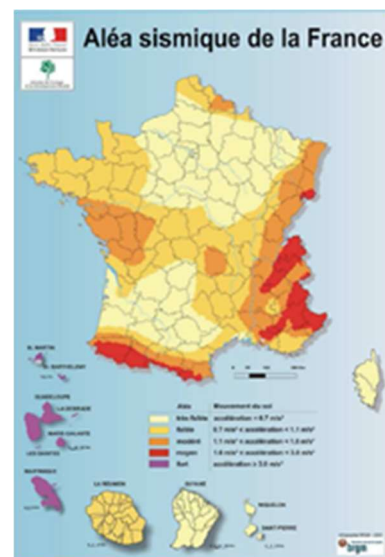 Aléa sismique de la France
ST MARTIN
ST BARTHELEMY
GUADELOUPE
LA DESIRADE
MARIE-GALANTE
LES SAINTES
MARTINIQUE
LA RÉUNION
GUYANE
MIQUELON
SAINT-PIERRE
Aléa Mouvement du sol
très faible accélération < 0.7 m/s²
faible 0.7 m/s² < accélération < 1.1 m/s²
modéré 1.1 m/s² < accélération < 1.6 m/s²
moyen 1.6 m/s² < accélération < 3.0 m/s²
fort accélération ≥ 3.0 m/s²
brgm